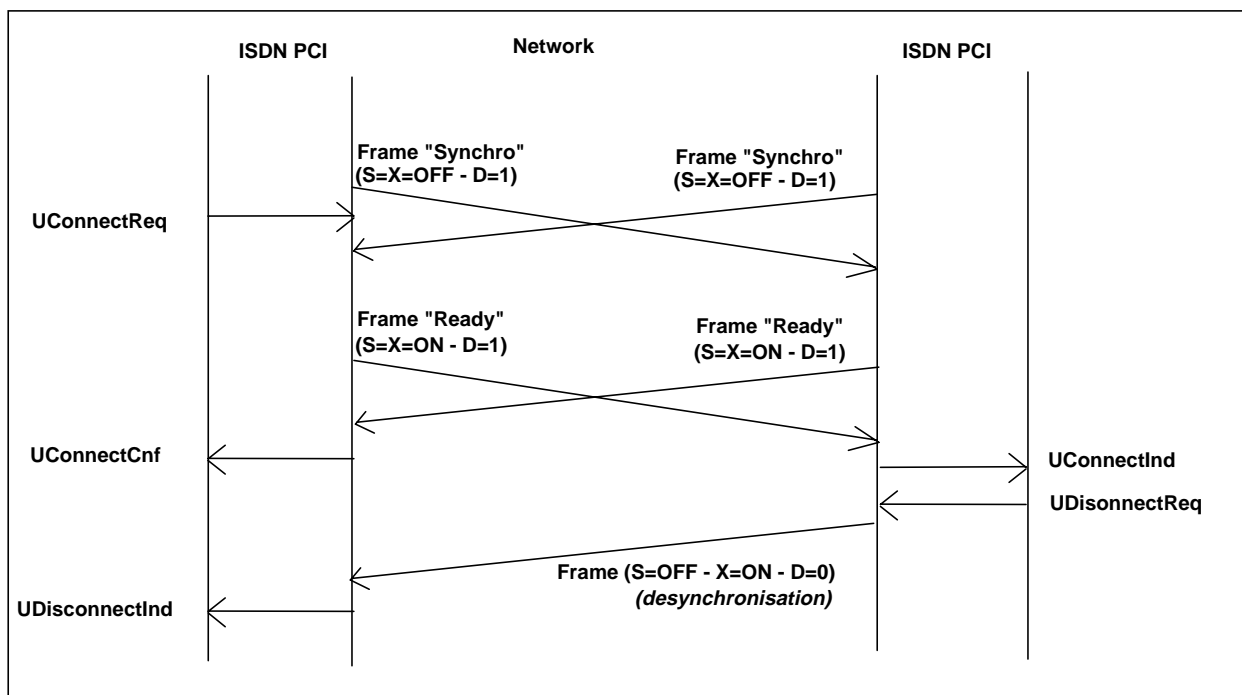 ISDN PCI
Network
ISDN PCI
Frame "Synchro"
(S=X=OFF - D=1)
Frame "Synchro"
(S=X=OFF - D=1)
UConnectReq
Frame "Ready"
(S=X=ON - D=1)
Frame "Ready"
(S=X=ON - D=1)
UConnectCnf
UConnectInd
UDisonnectReq
Frame (S=OFF - X=ON - D=0)
(desynchronisation)
UDisconnectInd